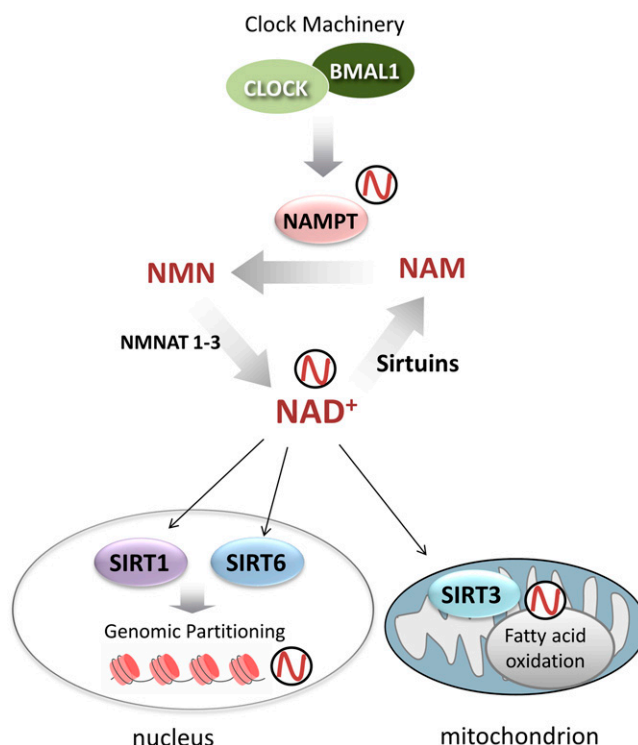 Clock Machinery
CLOCK
BMAL1
NAMPT
NMN
NAM
NMNAT 1-3
Sirtuins
NAD+
SIRT1
SIRT6
SIRT3
Genomic Partitioning
Fatty acid
oxidation
nucleus
mitochondrion